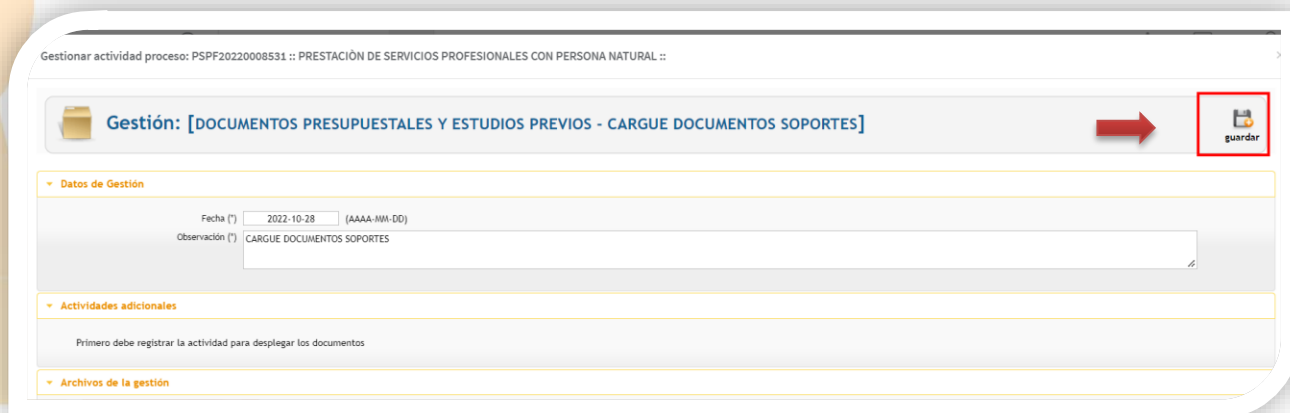 Gestionar actividad proceso: PSPF20220008531 :: PRESTACIÒN DE SERVICIOS PROFESIONALES CON PERSONA NATURAL ::
Gestión: [DOCUMENTOS PRESUPUESTALES Y ESTUDIOS PREVIOS - CARGUE DOCUMENTOS SOPORTES]
guardar
Datos de Gestión
Fecha (*) 2022-10-28 (AAAA-MM-DD)
Observación (*) CARGUE DOCUMENTOS SOPORTES
Actividades adicionales
Primero debe registrar la actividad para desplegar los documentos
Archivos de la gestión